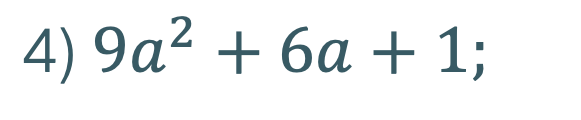 4) 9a² + 6a + 1;